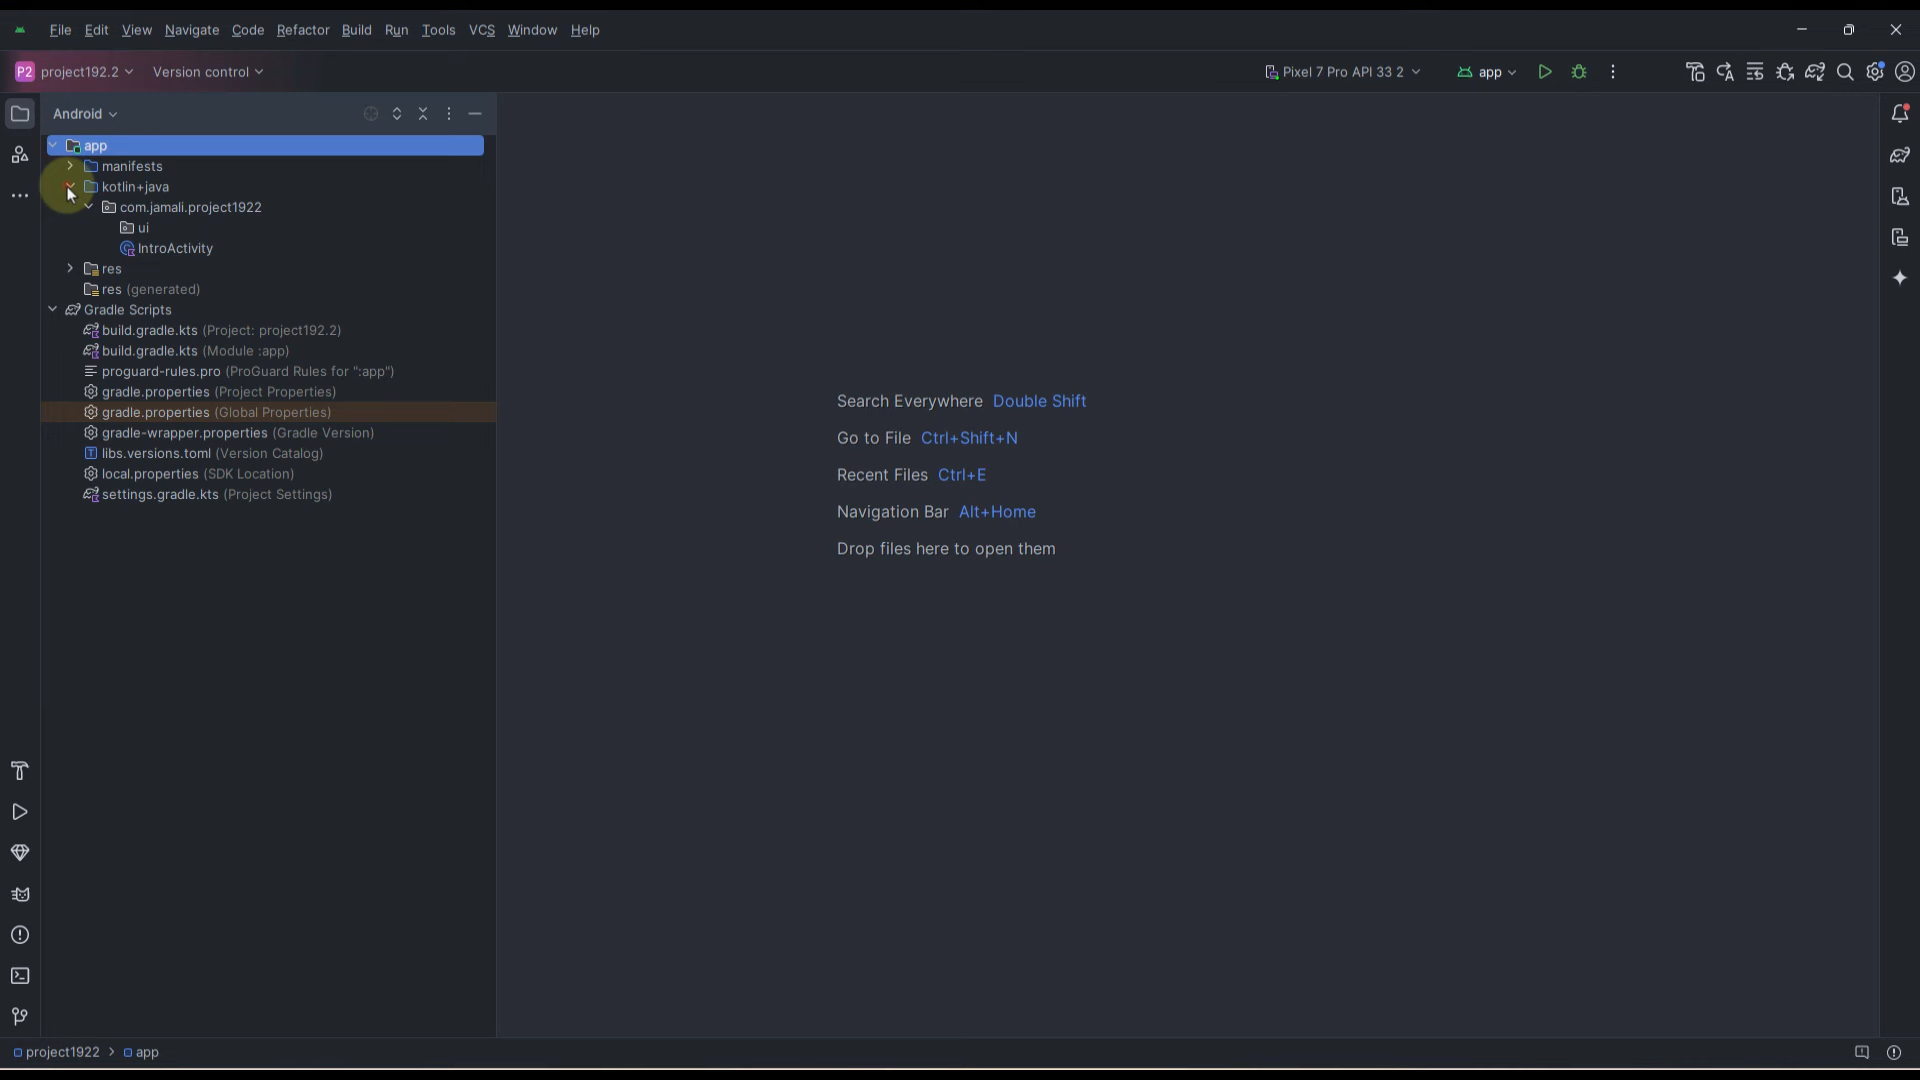 File Edit View Navigate Code Refactor Build Run Tools VCS Window Help
P2 project192.2 Version control Pixel 7 Pro API 33 2 app
Android
app
manifests
kotlin+java
com.jamali.project1922
ui
IntroActivity
res
res (generated)
Gradle Scripts
build.gradle.kts (Project: project192.2)
build.gradle.kts (Module :app)
proguard-rules.pro (ProGuard Rules for ":app")
gradle.properties (Project Properties)
gradle.properties (Global Properties)
gradle-wrapper.properties (Gradle Version)
libs.versions.toml (Version Catalog)
local.properties (SDK Location)
settings.gradle.kts (Project Settings)
Search Everywhere Double Shift
Go to File Ctrl+Shift+N
Recent Files Ctrl+E
Navigation Bar Alt+Home
Drop files here to open them
project1922 > app